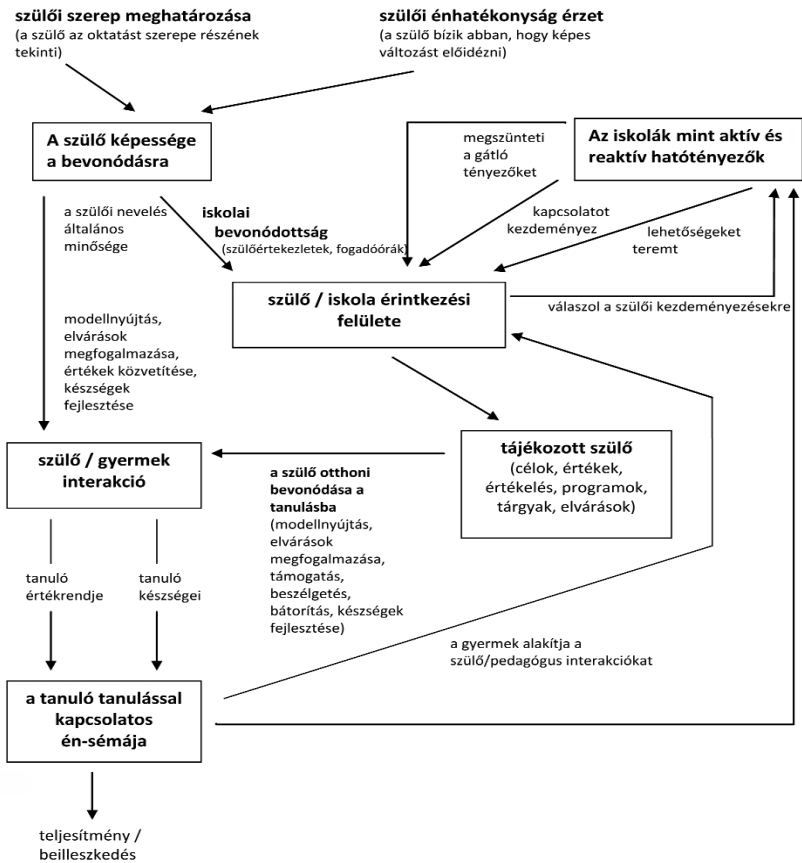 szülői szerep meghatározása
(a szülő az oktatást szerepe részének
tekinti)
szülői énhatékonyság érzet
(a szülő bízik abban, hogy képes
változást előidézni)
A szülő képessége
a bevonódásra
megszünteti
a gátló
tényezőket
Az iskolák mint aktív és
reaktív hatótényezők
a szülői nevelés
általános
minősége
iskolai
bevonódottság
(szülőértekezletek, fogadóórák)
kapcsolatot
kezdeményez
lehetőségeket
teremt
szülő / iskola érintkezési
felülete
válaszol a szülői kezdeményezésekre
modellnyújtás,
elvárások
megfogalmazása,
értékek közvetítése,
készségek
fejlesztése
szülő / gyermek
interakció
a szülő otthoni
bevonódása a
tanulásba
(modellnyújtás,
elvárások
megfogalmazása,
támogatás,
beszélgetés,
bátorítás, készségek
fejlesztése)
tájékozott szülő
(célok, értékek,
értékelés, programok,
tárgyak, elvárások)
tanuló
értékrendje
tanuló
készségei
a gyermek alakítja a
szülő/pedagógus interakciókat
a tanuló tanulással
kapcsolatos
én-sémája
teljesítmény /
beilleszkedés